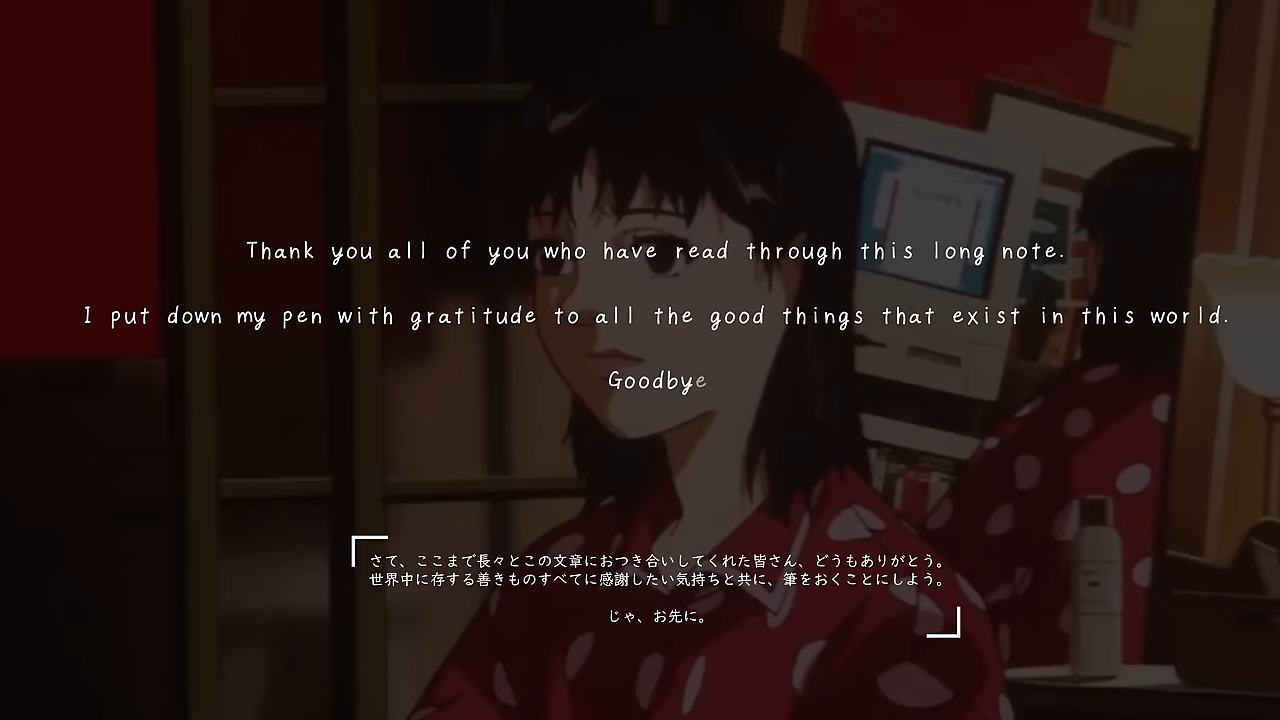 Thank you all of you who have read through this long note.
I put down my pen with gratitude to all the good things that exist in this world.
Goodbye
さて、ここまで長々とこの文章におつき合いしてくれた皆さん、どうもありがとう。
世界中に存する善きものすべてに感謝したい気持ちと共に、筆をおくことにしよう。
じゃ、お先に。